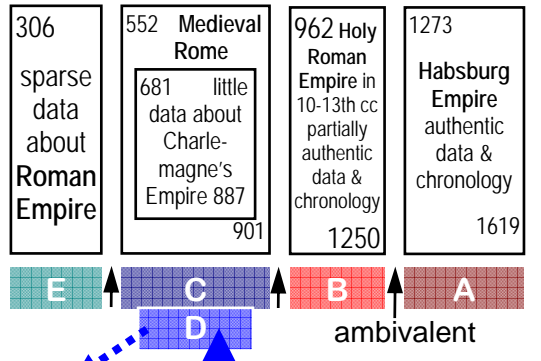 306
sparse
data
about
Roman
Empire
552 Medieval
Rome
681 little
data about
Charle-
magne's
Empire 887
901
962 Holy
Roman
Empire in
10-13th cc
partially
authentic
data &
chronology
1250
1273
Habsburg
Empire
authentic
data &
chronology
1619
E
C
B
A
D
ambivalent